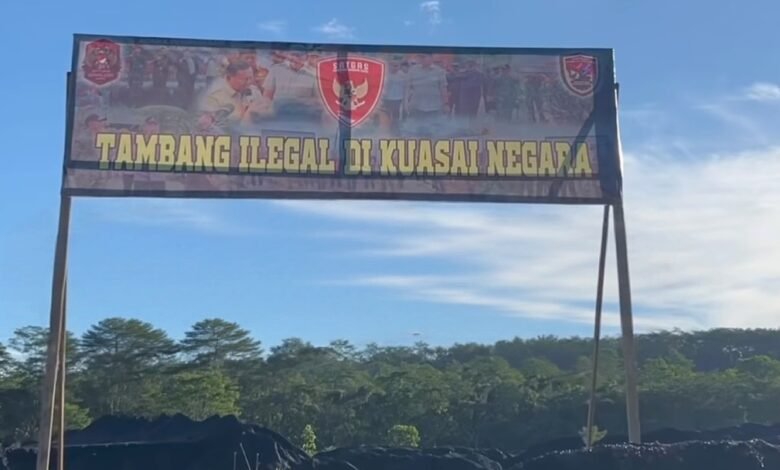 SATGAS
TAMBANG ILEGAL DI KUASAI NEGARA